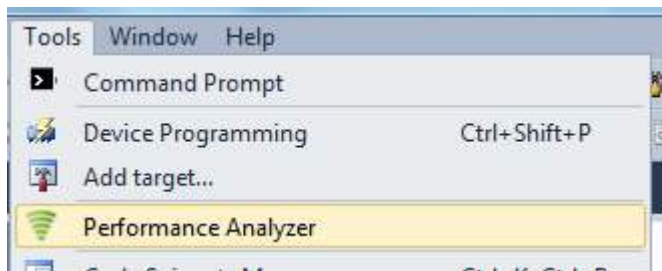 Tools Window Help
Command Prompt
Device Programming Ctrl+Shift+P
Add target...
Performance Analyzer